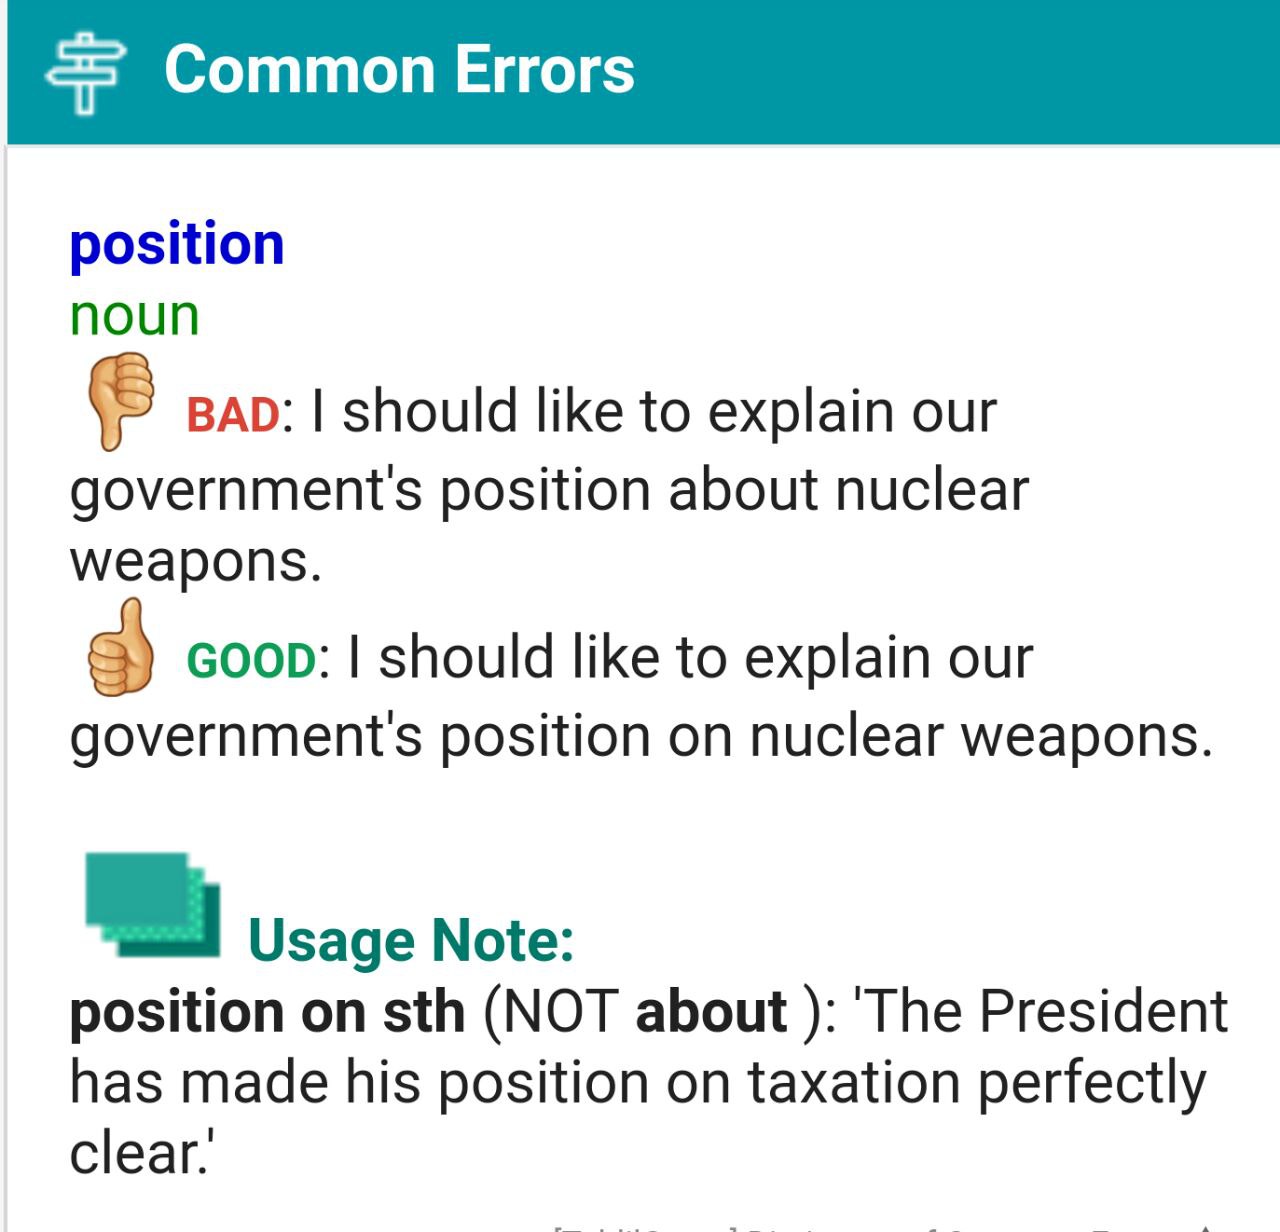 Common Errors
position
noun
BAD: I should like to explain our
government's position about nuclear
weapons.
GOOD: I should like to explain our
government's position on nuclear weapons.
Usage Note:
position on sth (NOT about ): 'The President
has made his position on taxation perfectly
clear.'